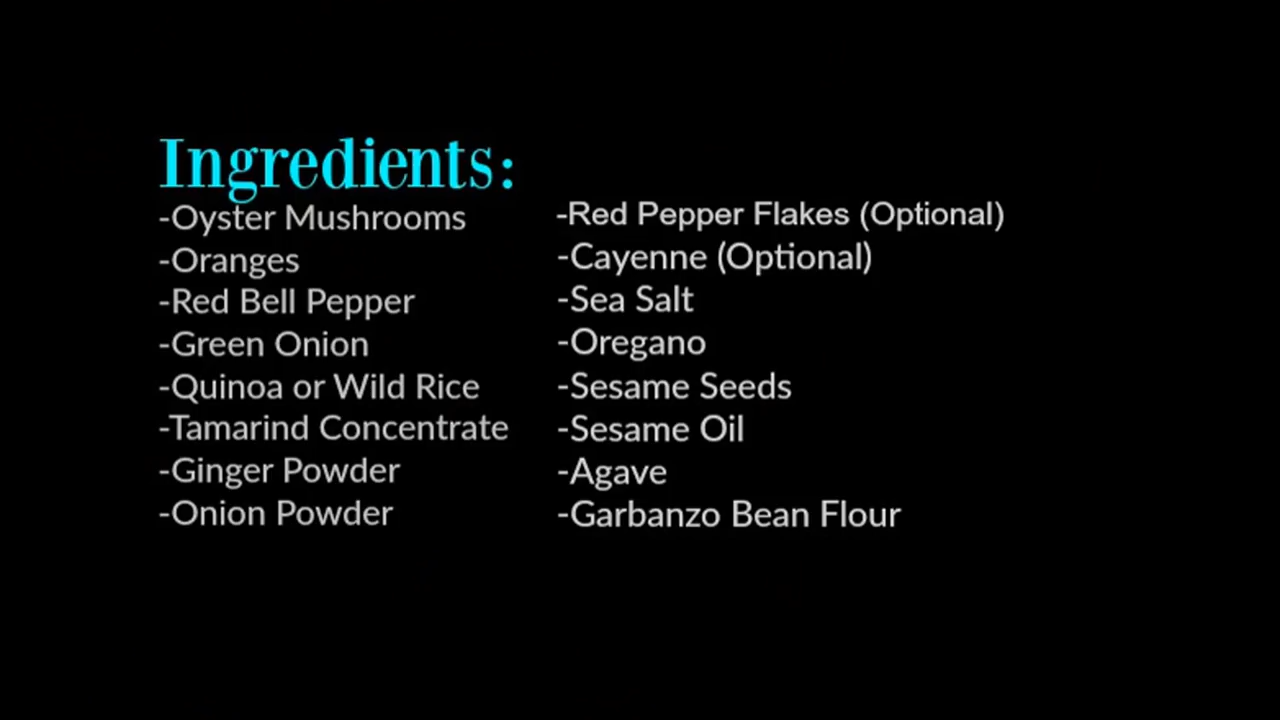 Ingredients:
-Oyster Mushrooms
-Oranges
-Red Bell Pepper
-Green Onion
-Quinoa or Wild Rice
-Tamarind Concentrate
-Ginger Powder
-Onion Powder
-Red Pepper Flakes (Optional)
-Cayenne (Optional)
-Sea Salt
-Oregano
-Sesame Seeds
-Sesame Oil
-Agave
-Garbanzo Bean Flour